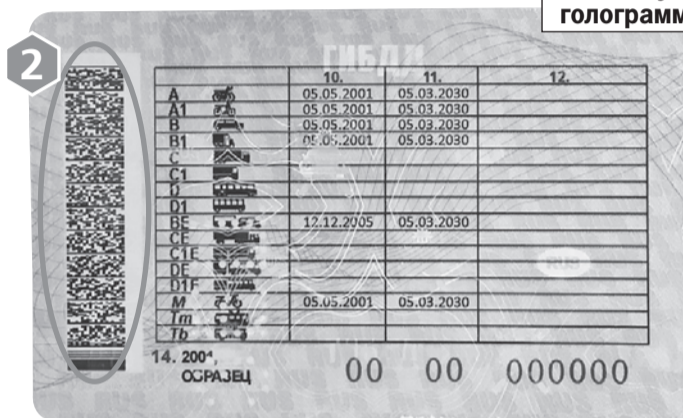 голограмм
2
ГИБДД
10. 11. 12.
A 05.05.2001 05.03.2030
A1 05.05.2001 05.03.2030
B 05.05.2001 05.03.2030
B1 05.05.2001 05.03.2030
C
C1
D
D1
BE 12.12.2005 05.03.2030
CE
C1E
DE RUS
D1E
M 05.05.2001 05.03.2030
Tm
Tb
14. 200⁴,
ОБРАЗЕЦ 00 00 000000